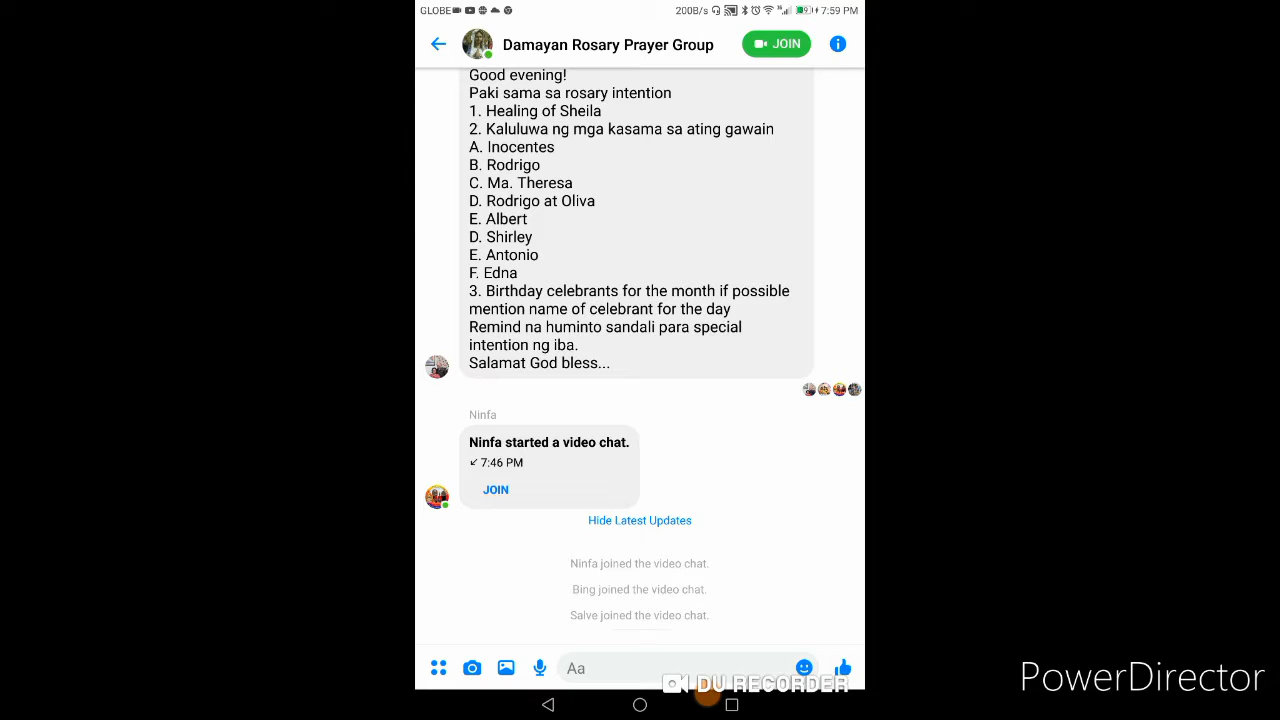 GLOBE 200B/s 7:59 PM
Damayan Rosary Prayer Group JOIN
Good evening!
Paki sama sa rosary intention
1. Healing of Sheila
2. Kaluluwa ng mga kasama sa ating gawain
A. Inocentes
B. Rodrigo
C. Ma. Theresa
D. Rodrigo at Oliva
E. Albert
D. Shirley
E. Antonio
F. Edna
3. Birthday celebrants for the month if possible
mention name of celebrant for the day
Remind na huminto sandali para special
intention ng iba.
Salamat God bless...
Ninfa
Ninfa started a video chat.
7:46 PM
JOIN
Hide Latest Updates
Ninfa joined the video chat.
Bing joined the video chat.
Salve joined the video chat.
Aa
DU RECORDER
PowerDirector